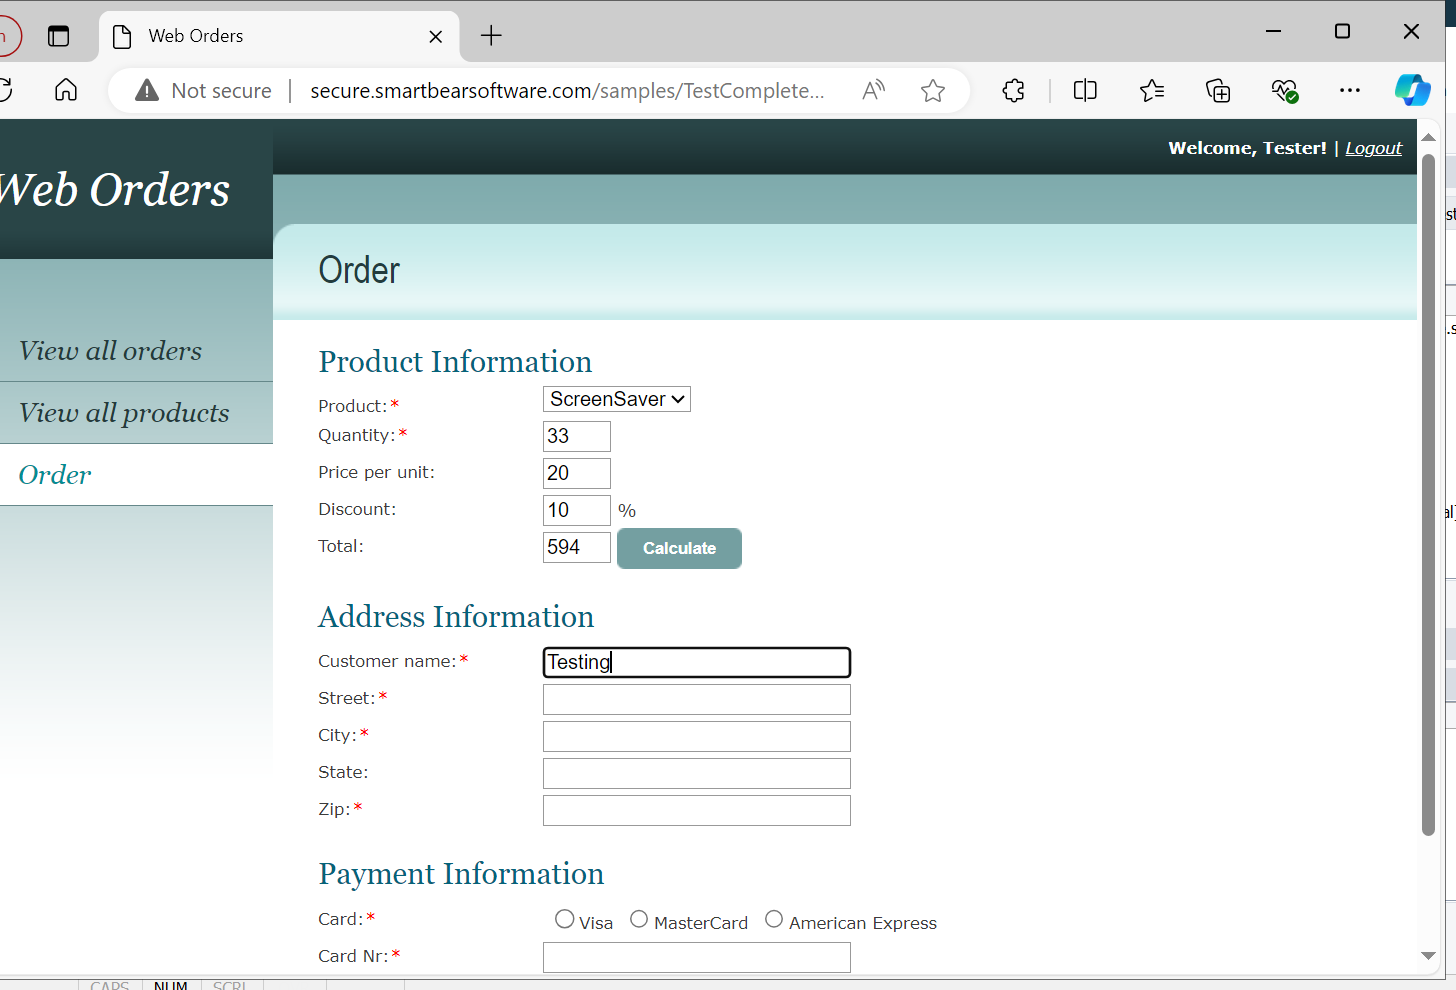 Web Orders
Not secure
secure.smartbearsoftware.com/samples/TestComplete...
Welcome, Tester! | Logout
Web Orders
View all orders
View all products
Order
Order
Product Information
Product:* ScreenSaver
Quantity:* 33
Price per unit: 20
Discount: 10 %
Total: 594 Calculate
Address Information
Customer name:* Testing
Street:*
City:*
State:
Zip:*
Payment Information
Card:* Visa MasterCard American Express
Card Nr:*
CAPS NUM SCRL